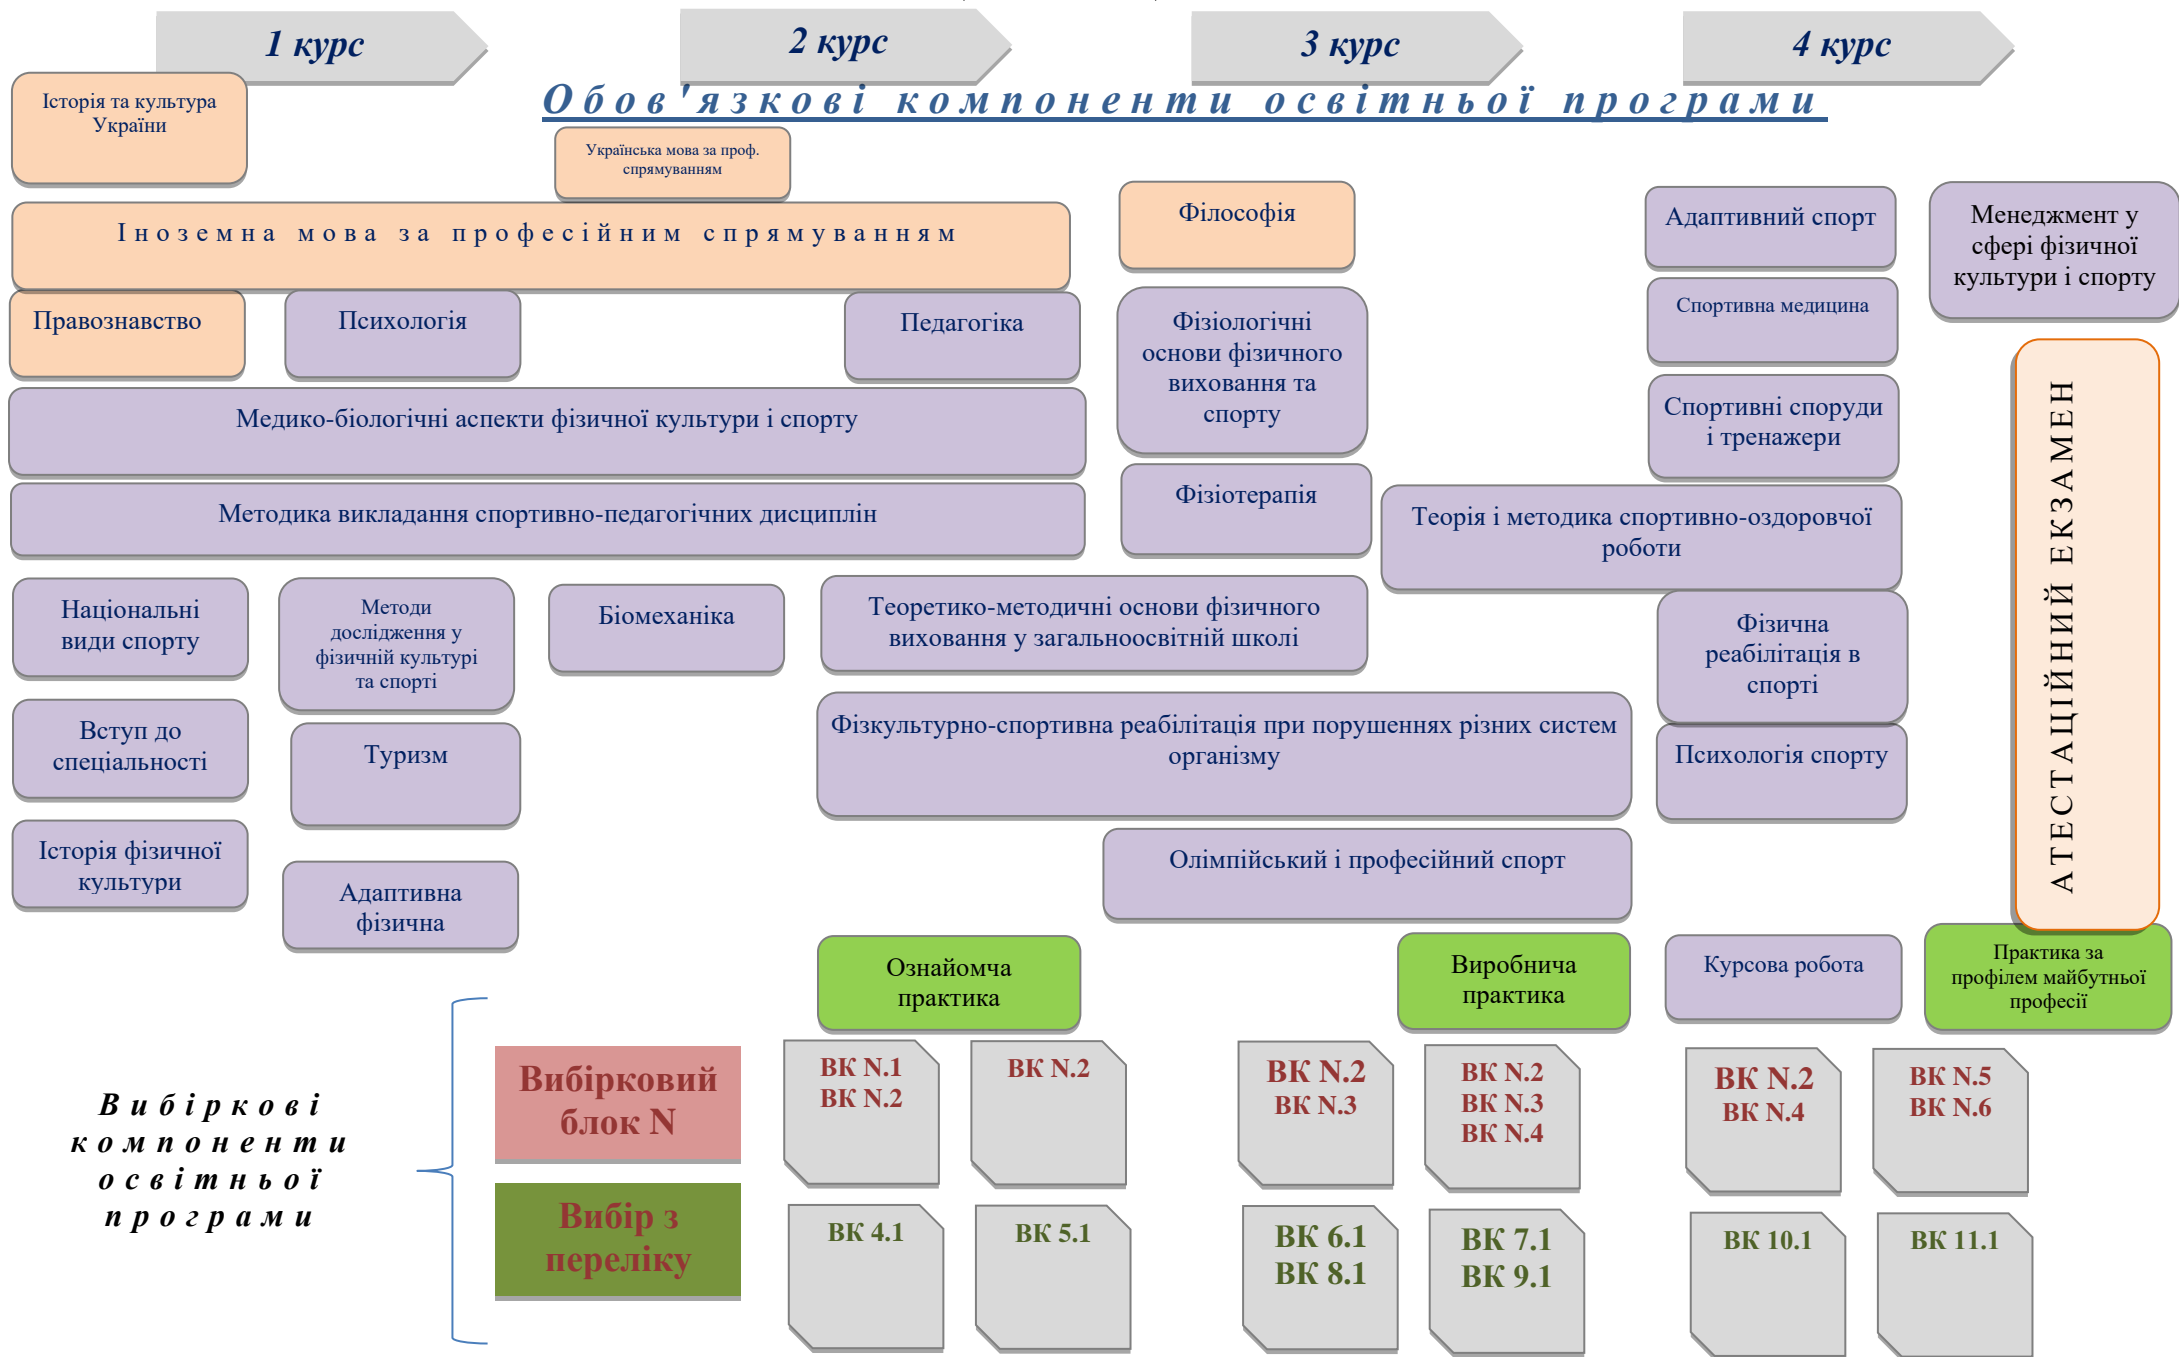 1 курс
2 курс
3 курс
4 курс
Обов'язкові компоненти освітньої програми
Історія та культура
України
Українська мова за проф.
спрямуванням
Іноземна мова за професійним спрямуванням
Філософія
Адаптивний спорт
Менеджмент у
сфері фізичної
культури і спорту
Правознавство
Психологія
Педагогіка
Фізіологічні
основи фізичного
виховання та
спорту
Спортивна медицина
Медико-біологічні аспекти фізичної культури і спорту
Спортивні споруди
і тренажери
Методика викладання спортивно-педагогічних дисциплін
Фізіотерапія
Теорія і методика спортивно-оздоровчої
роботи
АТЕСТАЦІЙНИЙ ЕКЗАМЕН
Національні
види спорту
Методи
дослідження у
фізичній культурі
та спорті
Біомеханіка
Теоретико-методичні основи фізичного
виховання у загальноосвітній школі
Фізична
реабілітація в
спорті
Вступ до
спеціальності
Туризм
Фізкультурно-спортивна реабілітація при порушеннях різних систем
організму
Психологія спорту
Історія фізичної
культури
Адаптивна
фізична
Олімпійський і професійний спорт
Ознайомча
практика
Виробнича
практика
Курсова робота
Практика за
профілем майбутньої
професії
Вибіркові
компоненти
освітньої
програми
Вибірковий
блок N
ВК N.1
ВК N.2
ВК N.2
ВК N.2
ВК N.3
ВК N.2
ВК N.3
ВК N.4
ВК N.2
ВК N.4
ВК N.5
ВК N.6
Вибір з
переліку
ВК 4.1
ВК 5.1
ВК 6.1
ВК 8.1
ВК 7.1
ВК 9.1
ВК 10.1
ВК 11.1